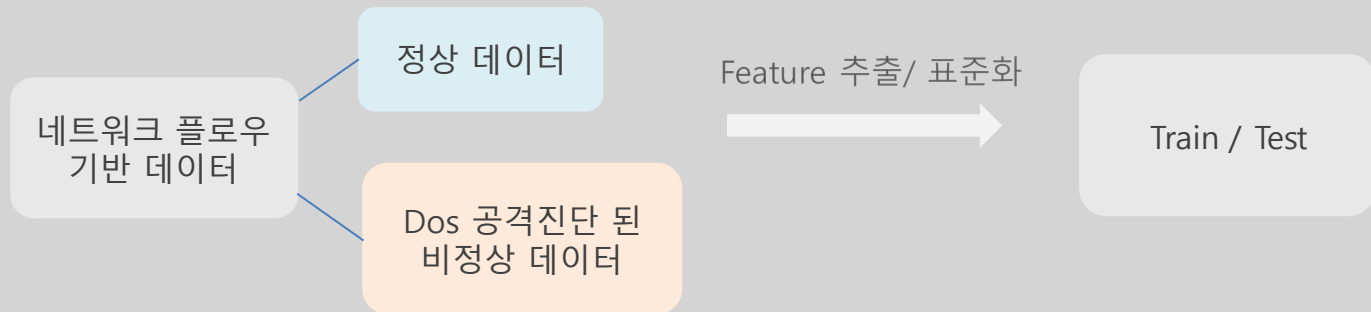 네트워크 플로우
기반 데이터
정상 데이터
Dos 공격진단 된
비정상 데이터
Feature 추출/ 표준화
Train / Test